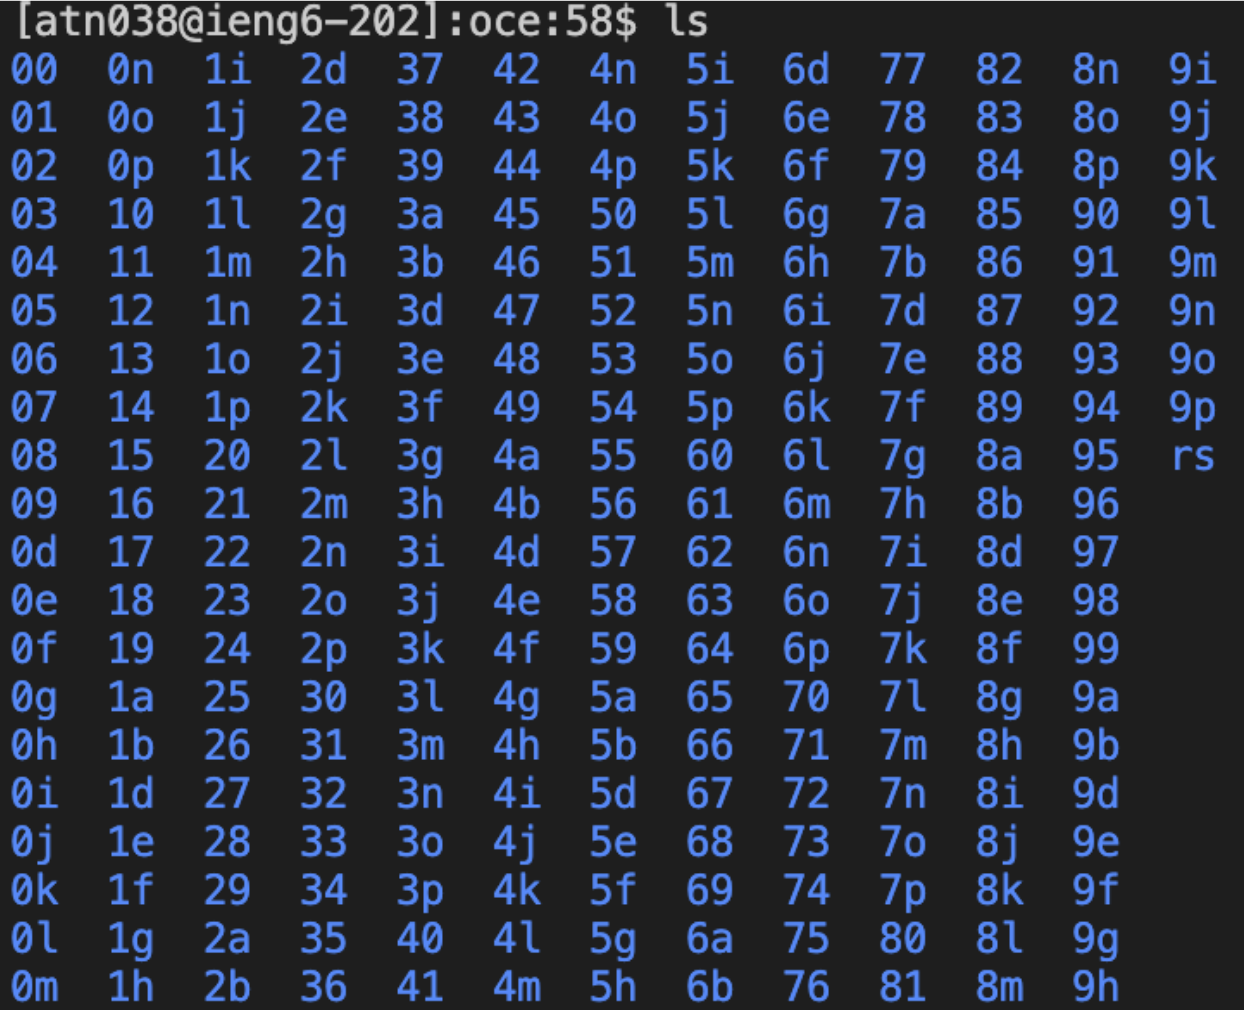 [atn038@ieng6-202]:oce:58$ ls
00 0n 1i 2d 37 42 4n 5i 6d 77 82 8n 9i
01 0o 1j 2e 38 43 4o 5j 6e 78 83 8o 9j
02 0p 1k 2f 39 44 4p 5k 6f 79 84 8p 9k
03 10 1l 2g 3a 45 50 5l 6g 7a 85 90 9l
04 11 1m 2h 3b 46 51 5m 6h 7b 86 91 9m
05 12 1n 2i 3d 47 52 5n 6i 7d 87 92 9n
06 13 1o 2j 3e 48 53 5o 6j 7e 88 93 9o
07 14 1p 2k 3f 49 54 5p 6k 7f 89 94 9p
08 15 20 2l 3g 4a 55 60 6l 7g 8a 95 rs
09 16 21 2m 3h 4b 56 61 6m 7h 8b 96
0d 17 22 2n 3i 4d 57 62 6n 7i 8d 97
0e 18 23 2o 3j 4e 58 63 6o 7j 8e 98
0f 19 24 2p 3k 4f 59 64 6p 7k 8f 99
0g 1a 25 30 3l 4g 5a 65 70 7l 8g 9a
0h 1b 26 31 3m 4h 5b 66 71 7m 8h 9b
0i 1d 27 32 3n 4i 5d 67 72 7n 8i 9d
0j 1e 28 33 3o 4j 5e 68 73 7o 8j 9e
0k 1f 29 34 3p 4k 5f 69 74 7p 8k 9f
0l 1g 2a 35 40 4l 5g 6a 75 80 8l 9g
0m 1h 2b 36 41 4m 5h 6b 76 81 8m 9h